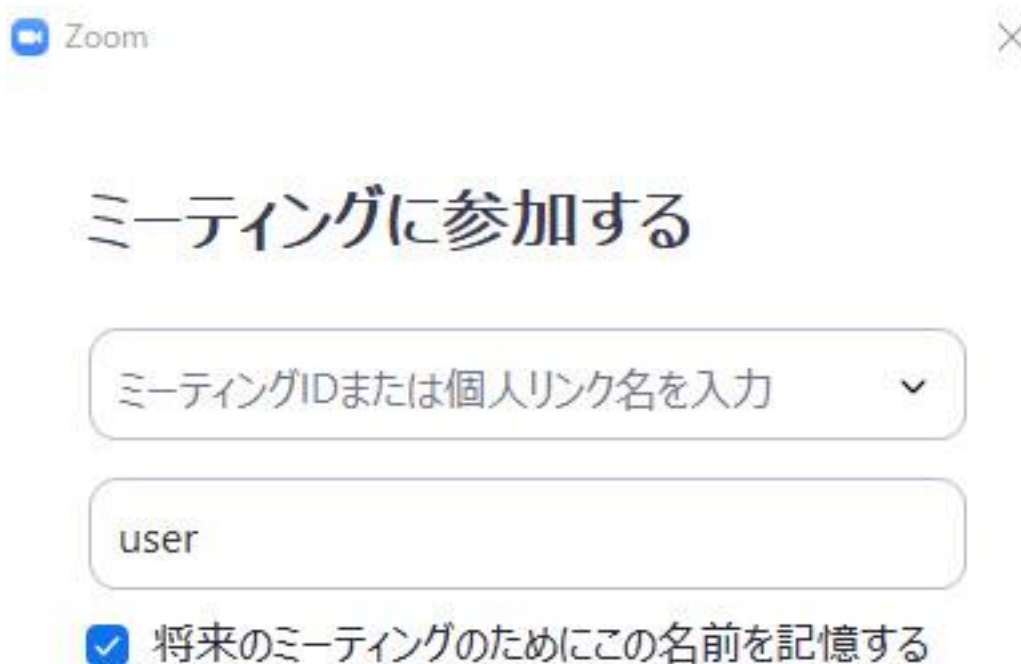 Zoom
ミーティングに参加する
ミーティングIDまたは個人リンク名を入力
user
将来のミーティングのためにこの名前を記憶する